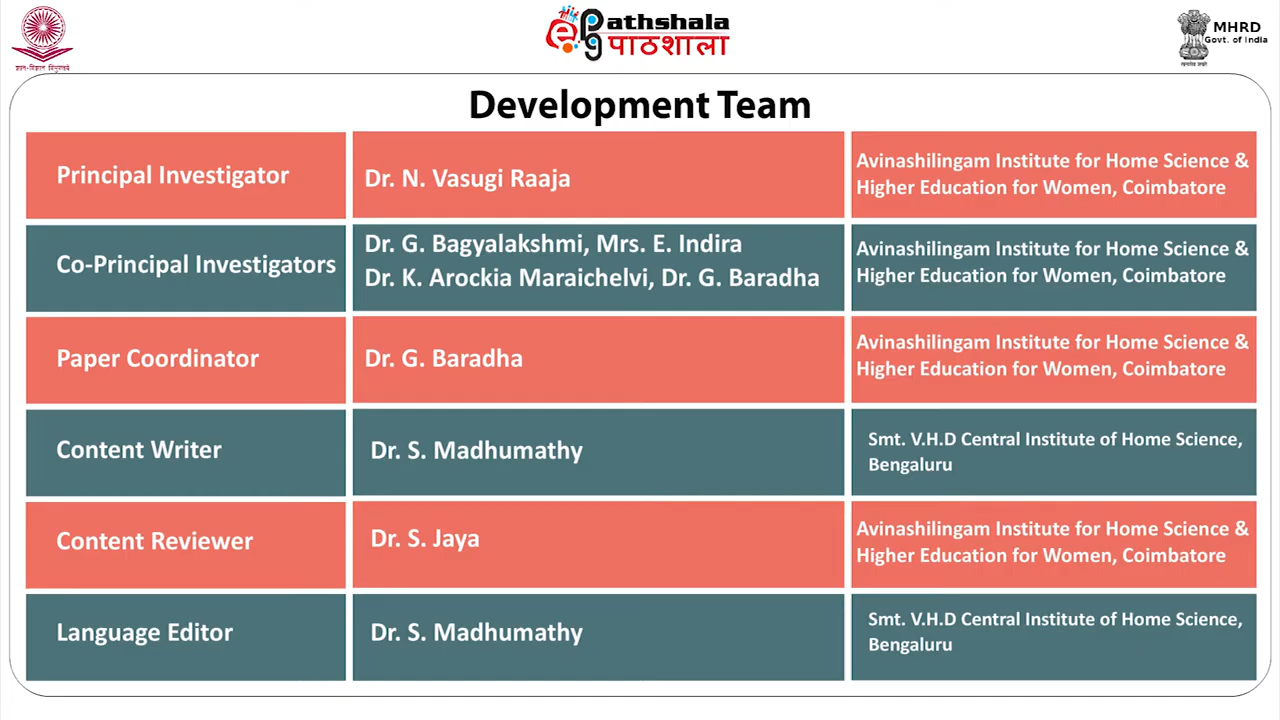 ePG Pathshala
पाठशाला
MHRD
Govt. of India
Development Team
Principal Investigator
Dr. N. Vasugi Raaja
Avinashilingam Institute for Home Science &
Higher Education for Women, Coimbatore
Co-Principal Investigators
Dr. G. Bagyalakshmi, Mrs. E. Indira
Dr. K. Arockia Maraichelvi, Dr. G. Baradha
Avinashilingam Institute for Home Science &
Higher Education for Women, Coimbatore
Paper Coordinator
Dr. G. Baradha
Avinashilingam Institute for Home Science &
Higher Education for Women, Coimbatore
Content Writer
Dr. S. Madhumathy
Smt. V.H.D Central Institute of Home Science,
Bengaluru
Content Reviewer
Dr. S. Jaya
Avinashilingam Institute for Home Science &
Higher Education for Women, Coimbatore
Language Editor
Dr. S. Madhumathy
Smt. V.H.D Central Institute of Home Science,
Bengaluru